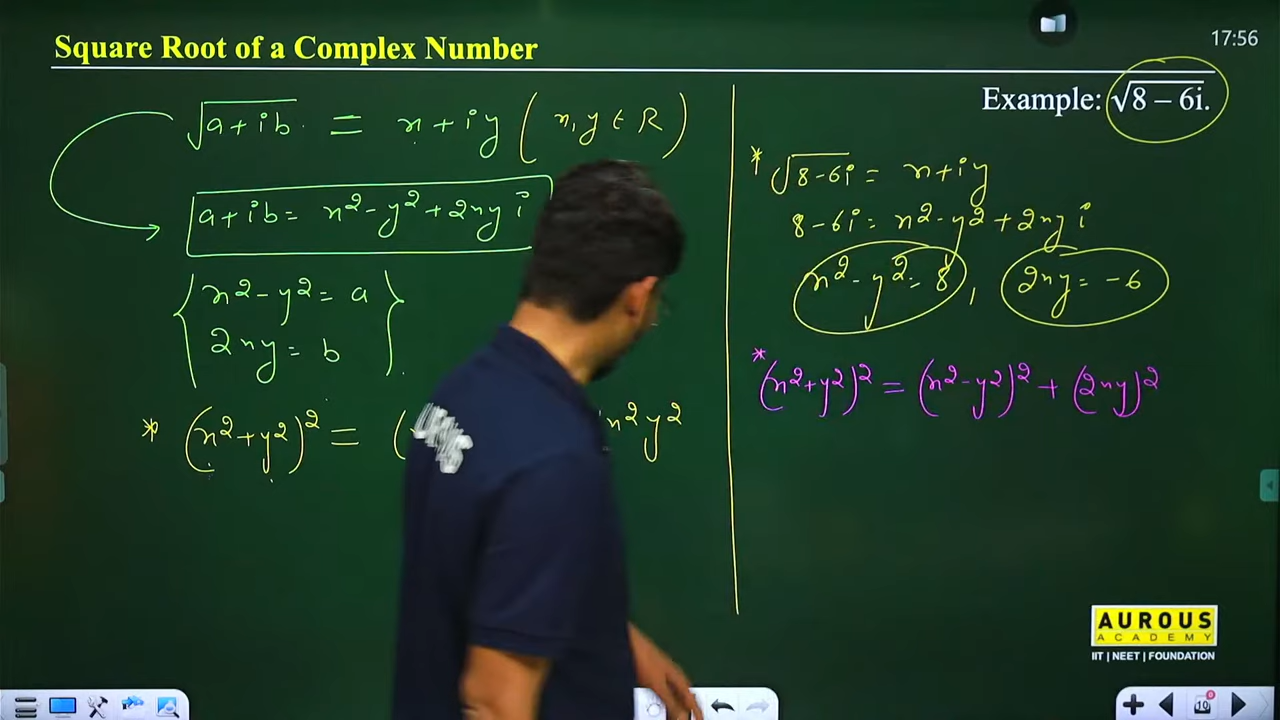 Square Root of a Complex Number
17:56
√(a+ib) = x+iy (x,y ∈ R)
a+ib = x²-y²+2xyi
x²-y² = a
2xy = b
* (x²+y²)² = ( x²y²
Example: √(8 – 6i).
* √(8-6i) = x+iy
8-6i = x²-y²+2xyi
x²-y² = 8, 2xy = -6
* (x²+y²)² = (x²-y²)² + (2xy)²
AUROUS
ACADEMY
IIT | NEET | FOUNDATION
10